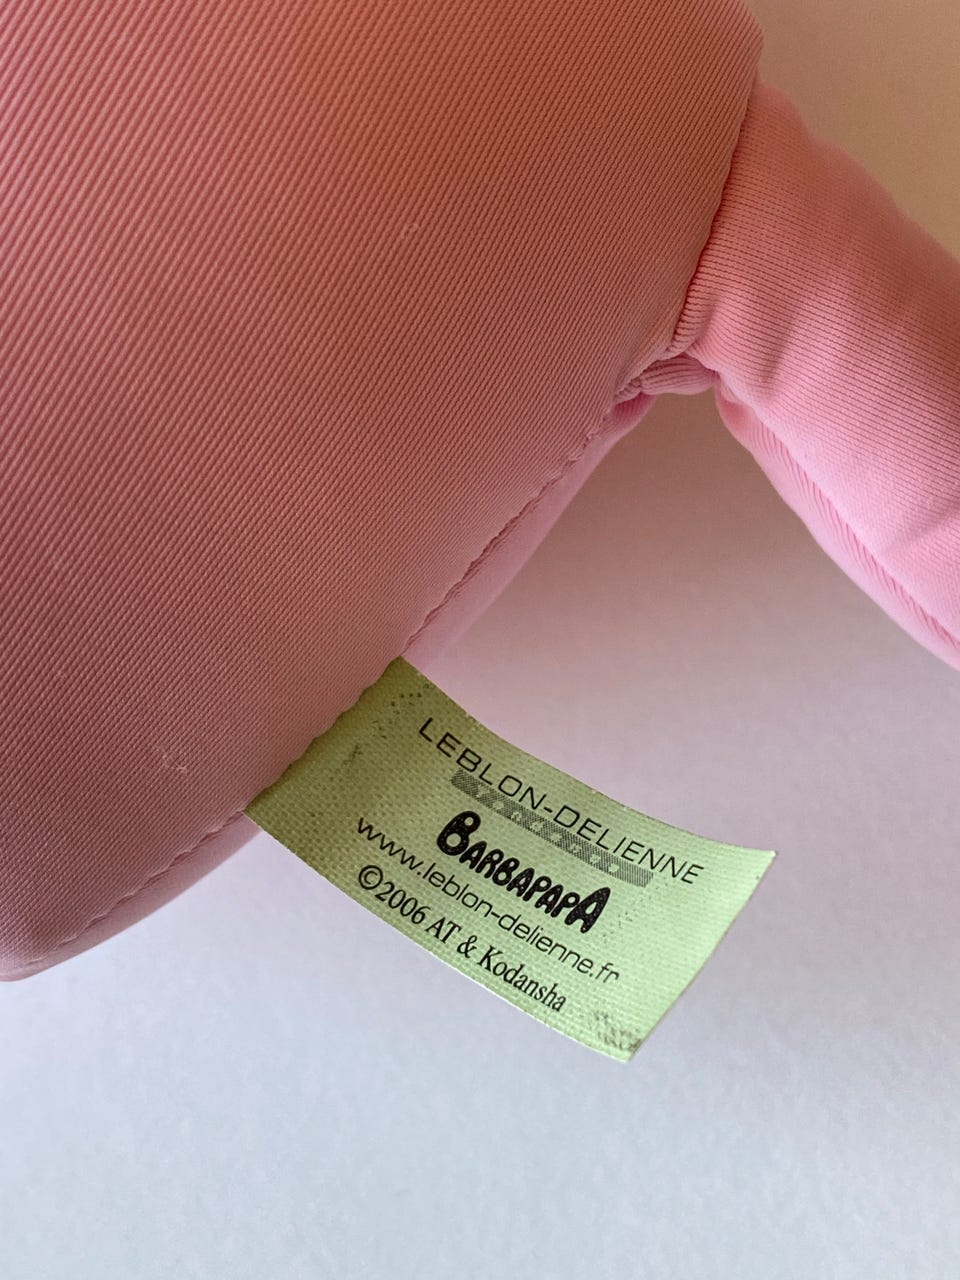 LEBLON-DELIENNE
BARBAPAPA
www.leblon-delienne.fr
©2006 AT & Kodansha